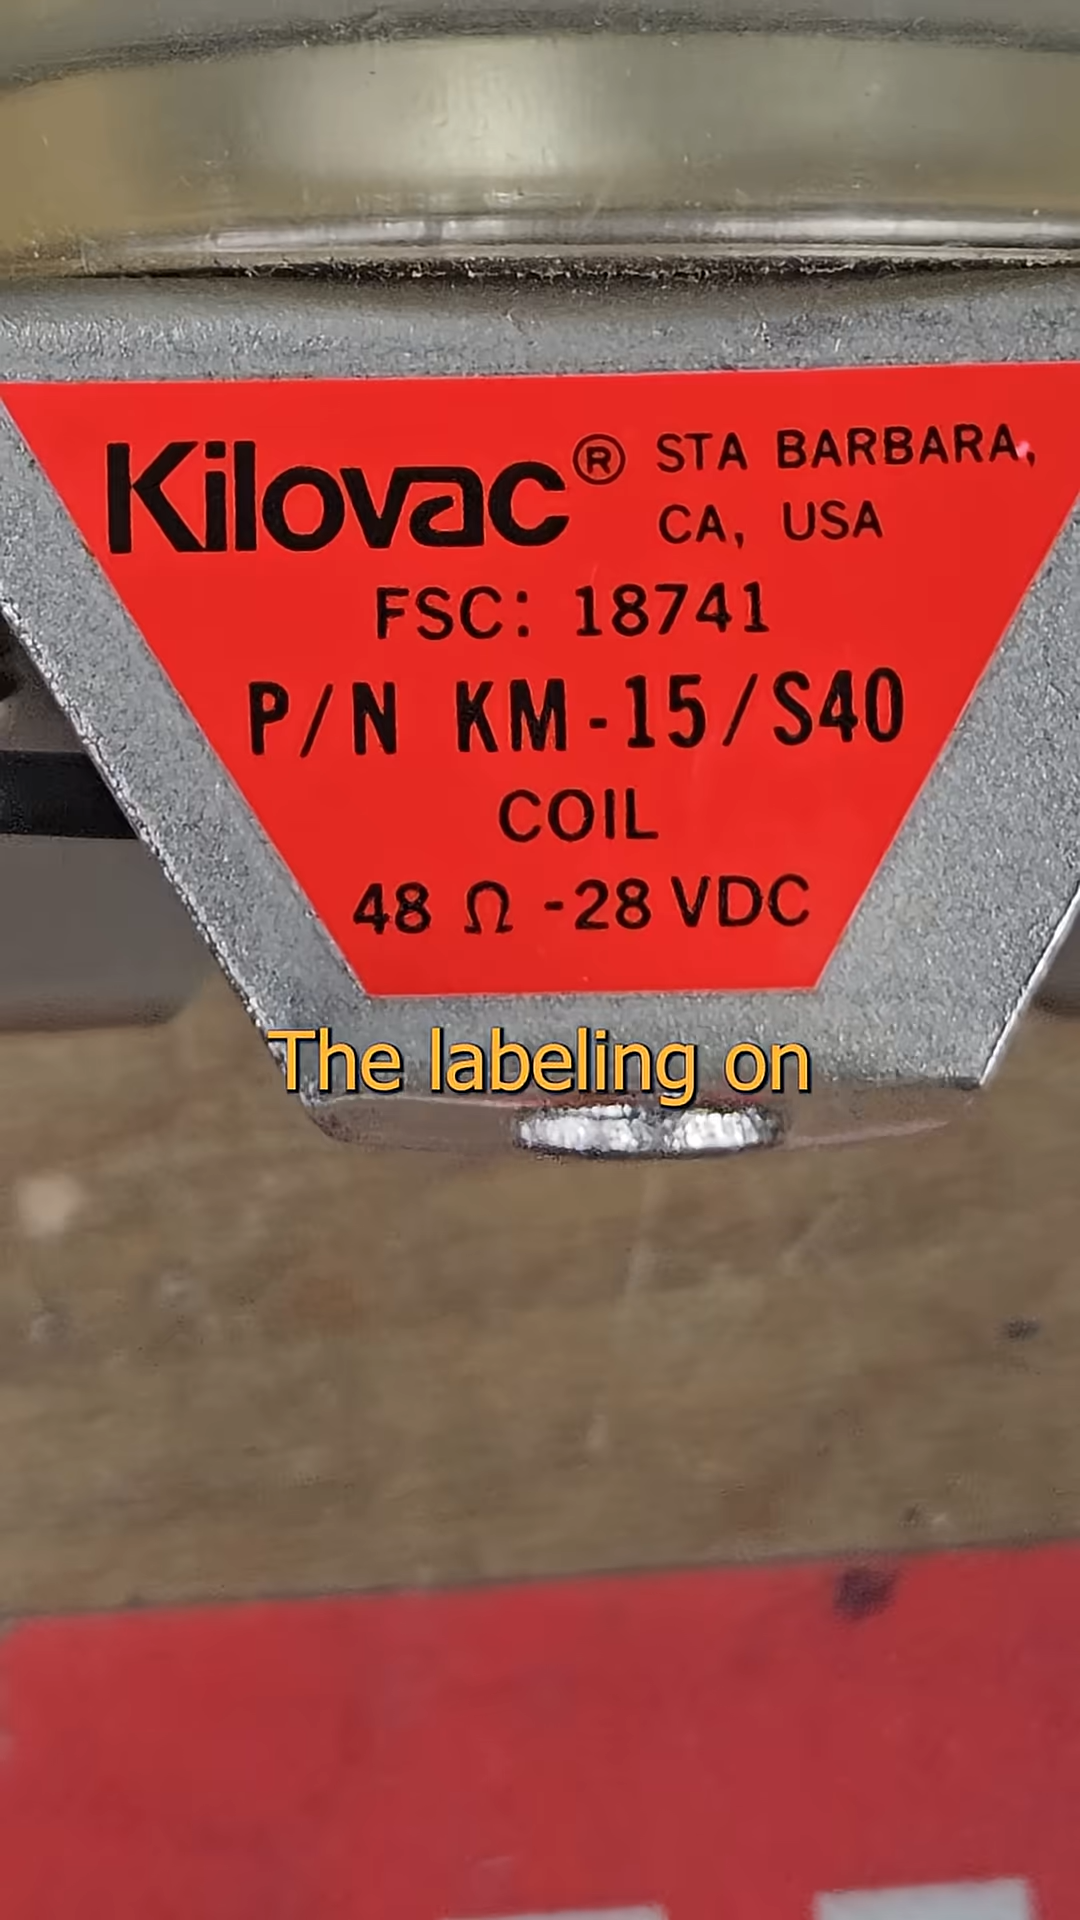 Kilovac® STA BARBARA,
CA, USA
FSC: 18741
P/N KM-15/S40
COIL
48 Ω -28 VDC
The labeling on